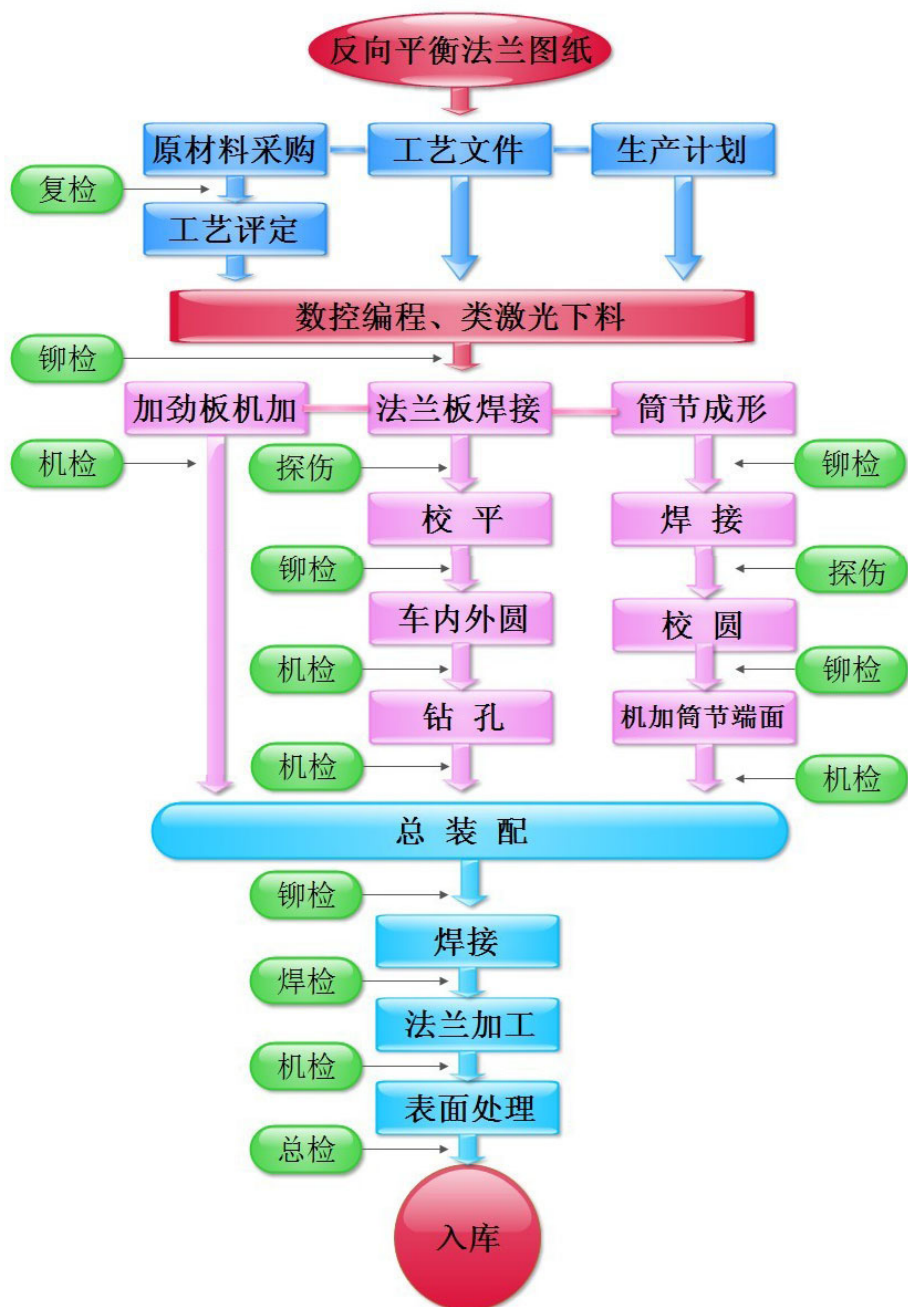 反向平衡法兰图纸
原材料采购
工艺文件
生产计划
复检
工艺评定
数控编程、类激光下料
铆检
加劲板机加
法兰板焊接
筒节成形
机检
探伤
铆检
校 平
焊 接
铆检
探伤
车内外圆
校 圆
机检
铆检
钻 孔
机加筒节端面
机检
机检
总 装 配
铆检
焊接
焊检
法兰加工
机检
表面处理
总检
入库